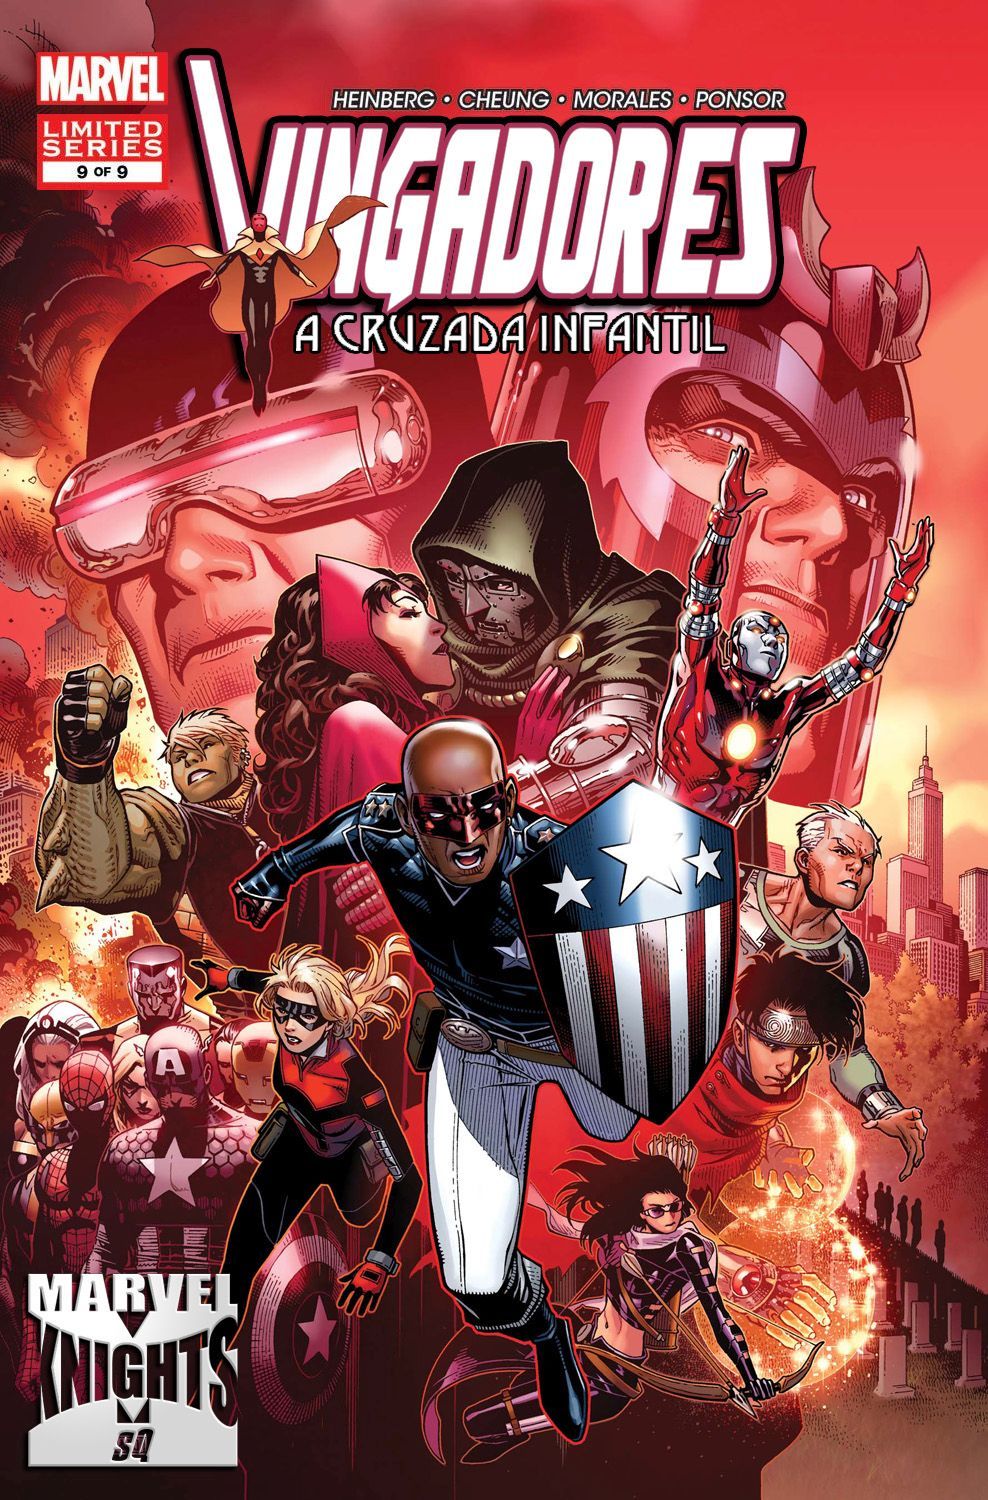 MARVEL
LIMITED
SERIES
9 OF 9
HEINBERG • CHEUNG • MORALES • PONSOR
VINGADORES
A CRUZADA INFANTIL
A
MARVEL
KNIGHTS
SQ